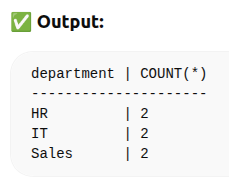 ✅ Output:
department | COUNT(*)
---------------------
HR         | 2
IT         | 2
Sales      | 2